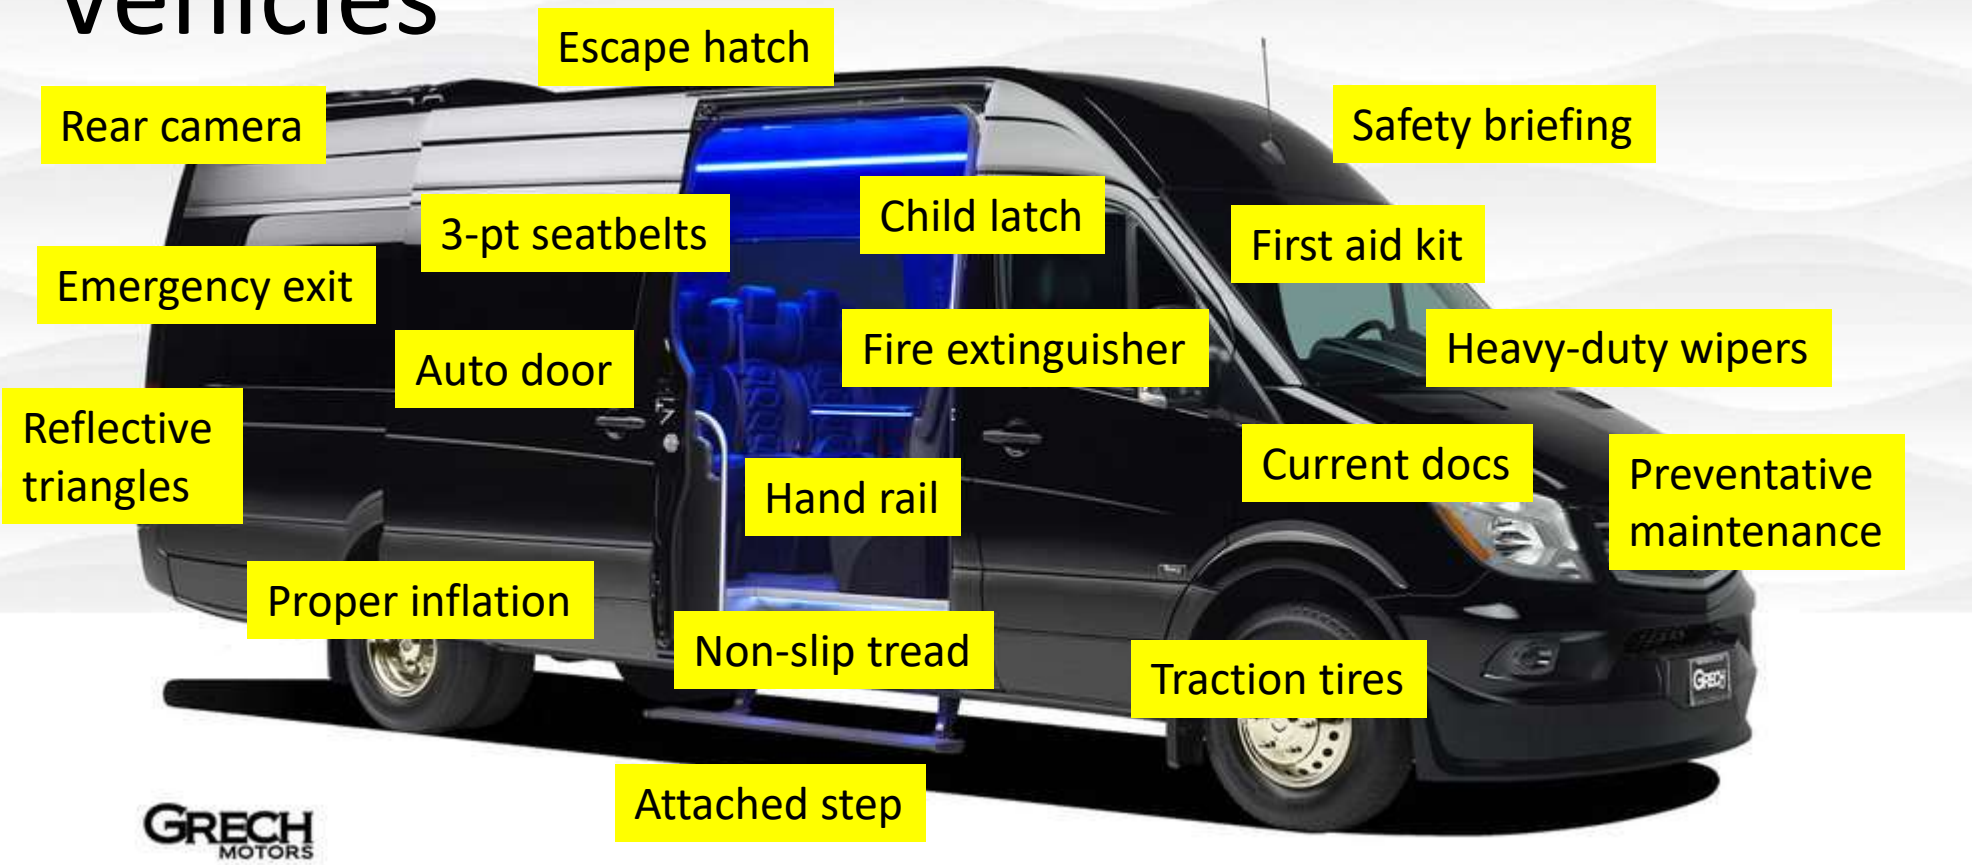 Vehicles
Escape hatch
Rear camera
Safety briefing
3-pt seatbelts
Child latch
First aid kit
Emergency exit
Auto door
Fire extinguisher
Heavy-duty wipers
Reflective
triangles
Hand rail
Current docs
Preventative
maintenance
Proper inflation
Non-slip tread
Traction tires
GRECH
Attached step
GRECH
MOTORS